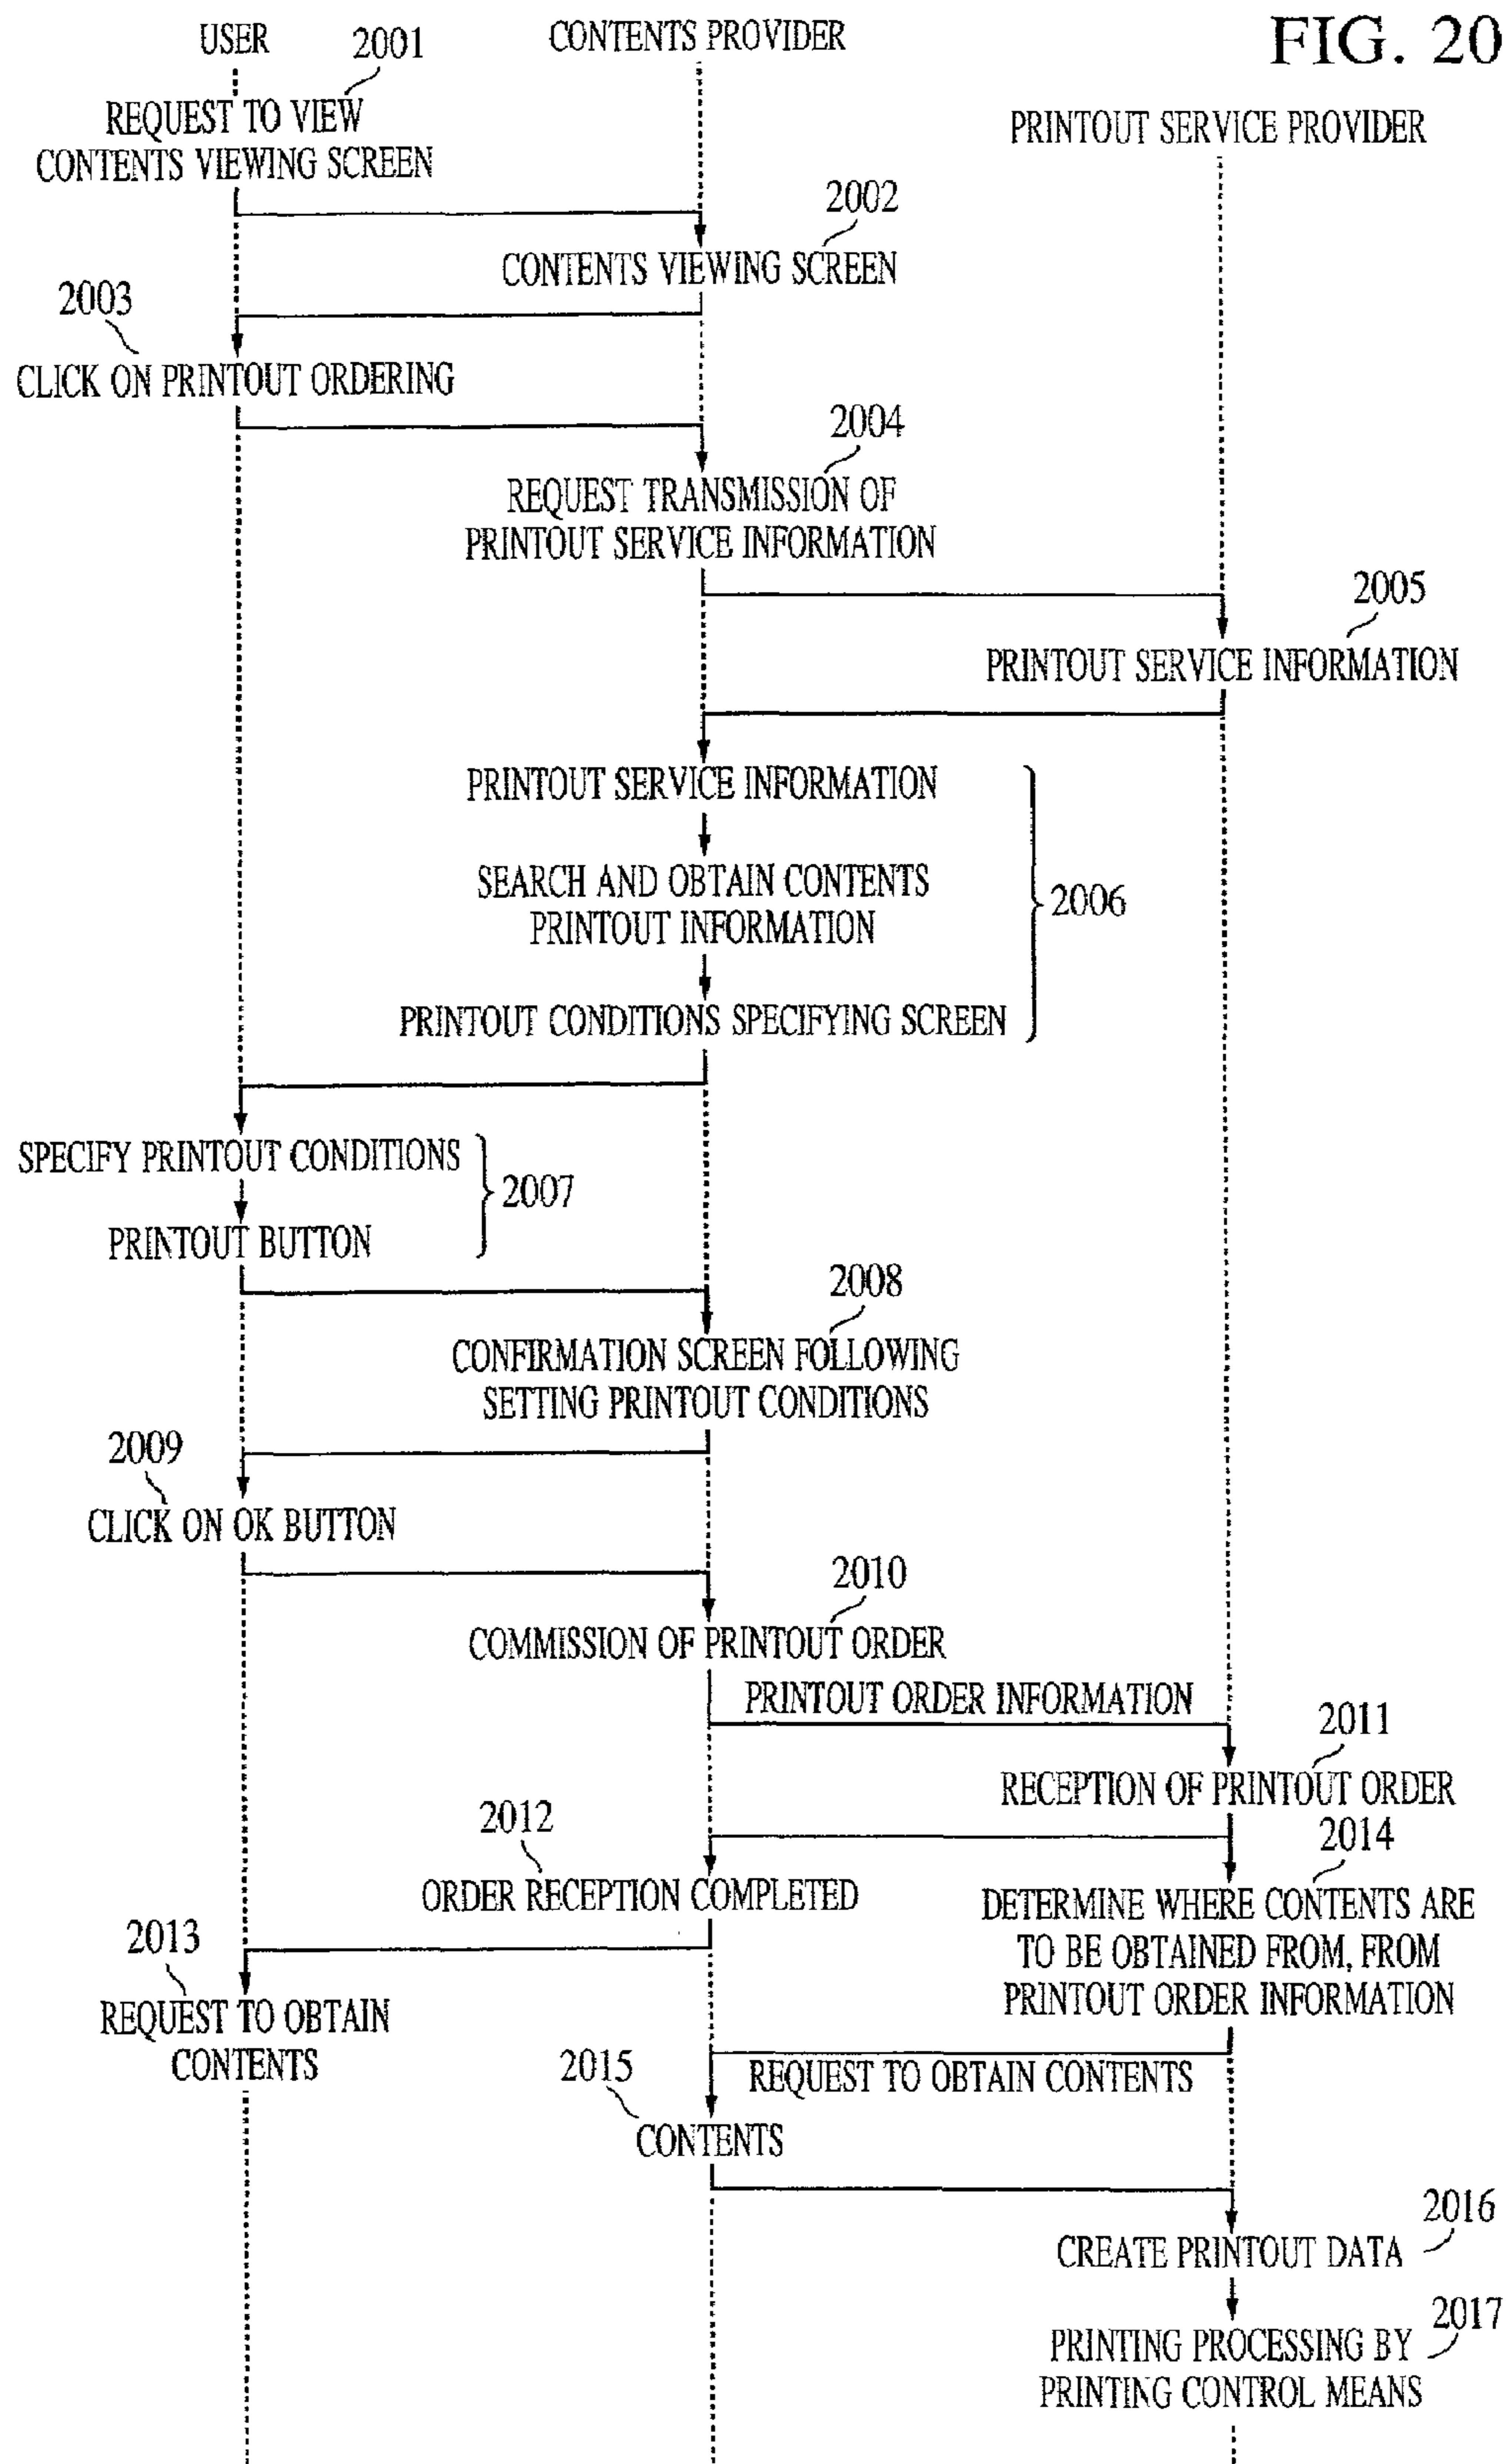 FIG. 20
USER
CONTENTS PROVIDER
PRINTOUT SERVICE PROVIDER
2001
REQUEST TO VIEW
CONTENTS VIEWING SCREEN
2002
CONTENTS VIEWING SCREEN
2003
CLICK ON PRINTOUT ORDERING
2004
REQUEST TRANSMISSION OF
PRINTOUT SERVICE INFORMATION
2005
PRINTOUT SERVICE INFORMATION
PRINTOUT SERVICE INFORMATION
SEARCH AND OBTAIN CONTENTS
PRINTOUT INFORMATION
2006
PRINTOUT CONDITIONS SPECIFYING SCREEN
SPECIFY PRINTOUT CONDITIONS
2007
PRINTOUT BUTTON
2008
CONFIRMATION SCREEN FOLLOWING
SETTING PRINTOUT CONDITIONS
2009
CLICK ON OK BUTTON
2010
COMMISSION OF PRINTOUT ORDER
PRINTOUT ORDER INFORMATION
2011
RECEPTION OF PRINTOUT ORDER
2012
ORDER RECEPTION COMPLETED
2014
DETERMINE WHERE CONTENTS ARE
TO BE OBTAINED FROM, FROM
PRINTOUT ORDER INFORMATION
2013
REQUEST TO OBTAIN
CONTENTS
REQUEST TO OBTAIN CONTENTS
2015
CONTENTS
2016
CREATE PRINTOUT DATA
2017
PRINTING PROCESSING BY
PRINTING CONTROL MEANS